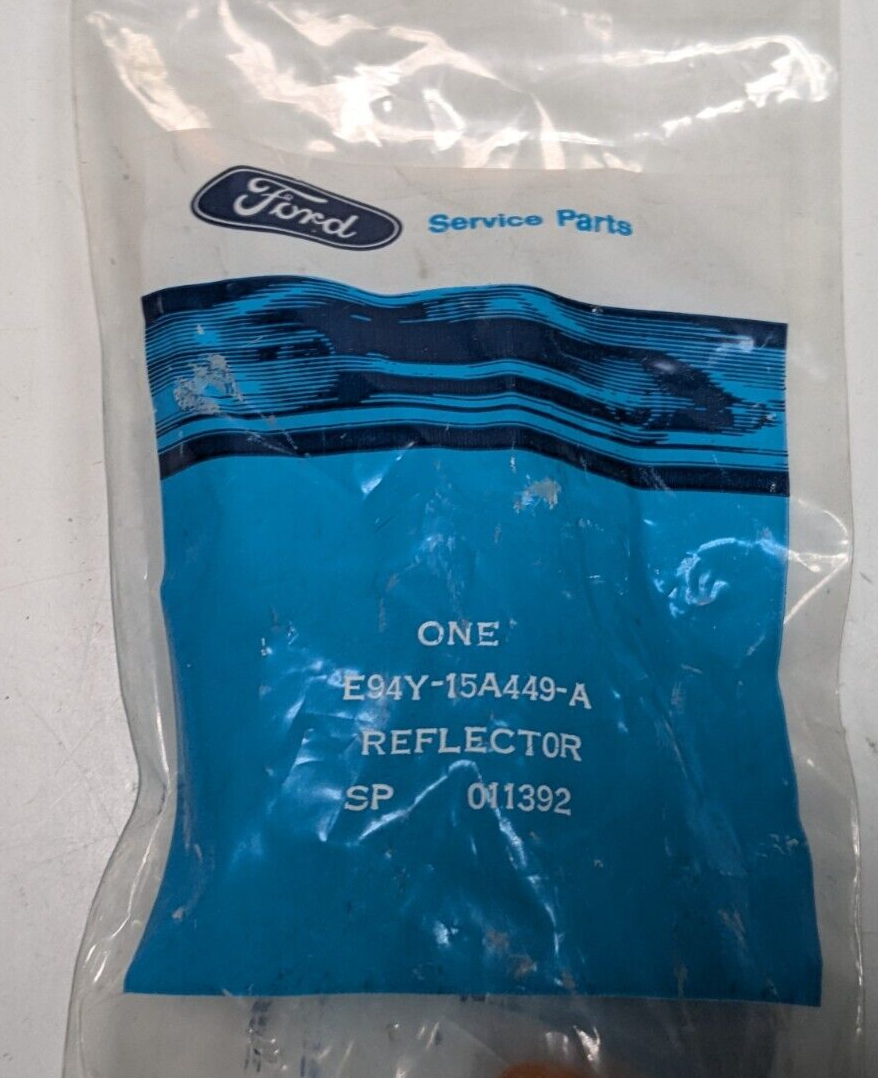 Ford Service Parts
ONE
E94Y-15A449-A
REFLECTOR
SP 011392